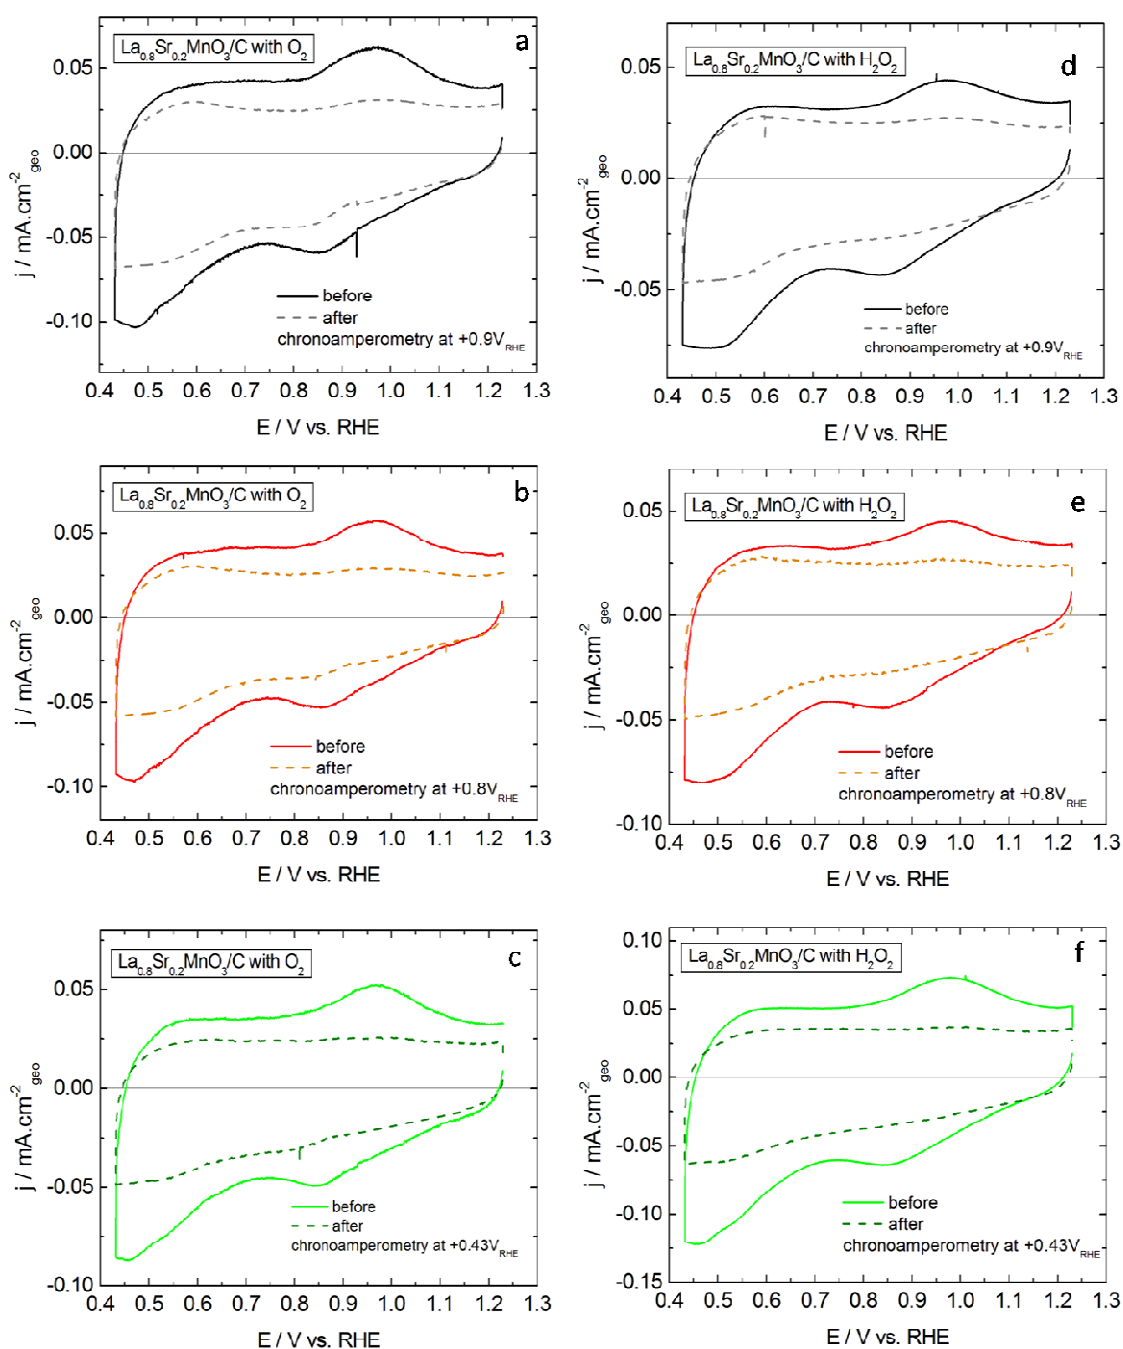 a
La0.8Sr0.2MnO3/C with O2
0.05
0.00
-0.05
-0.10
j / mA.cm-2geo
before
after
chronoamperometry at +0.9VRHE
0.4 0.5 0.6 0.7 0.8 0.9 1.0 1.1 1.2 1.3
E / V vs. RHE
d
La0.8Sr0.2MnO3/C with H2O2
0.05
0.00
-0.05
j / mA.cm-2geo
before
after
chronoamperometry at +0.9VRHE
0.4 0.5 0.6 0.7 0.8 0.9 1.0 1.1 1.2 1.3
E / V vs. RHE
b
La0.8Sr0.2MnO3/C with O2
0.05
0.00
-0.05
-0.10
j / mA.cm-2geo
before
after
chronoamperometry at +0.8VRHE
0.4 0.5 0.6 0.7 0.8 0.9 1.0 1.1 1.2 1.3
E / V vs. RHE
e
La0.8Sr0.2MnO3/C with H2O2
0.05
0.00
-0.05
-0.10
j / mA.cm-2geo
before
after
chronoamperometry at +0.8VRHE
0.4 0.5 0.6 0.7 0.8 0.9 1.0 1.1 1.2 1.3
E / V vs. RHE
c
La0.8Sr0.2MnO3/C with O2
0.05
0.00
-0.05
-0.10
j / mA.cm-2geo
before
after
chronoamperometry at +0.43VRHE
0.4 0.5 0.6 0.7 0.8 0.9 1.0 1.1 1.2 1.3
E / V vs. RHE
f
La0.8Sr0.2MnO3/C with H2O2
0.10
0.05
0.00
-0.05
-0.10
-0.15
j / mA.cm-2geo
before
after
chronoamperometry at +0.43VRHE
0.4 0.5 0.6 0.7 0.8 0.9 1.0 1.1 1.2 1.3
E / V vs. RHE